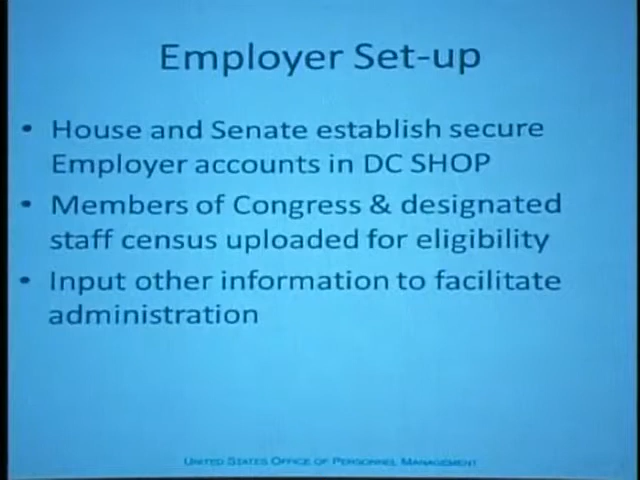 Employer Set-up
• House and Senate establish secure
Employer accounts in DC SHOP
• Members of Congress & designated
staff census uploaded for eligibility
• Input other information to facilitate
administration
UNITED STATES OFFICE OF PERSONNEL MANAGEMENT